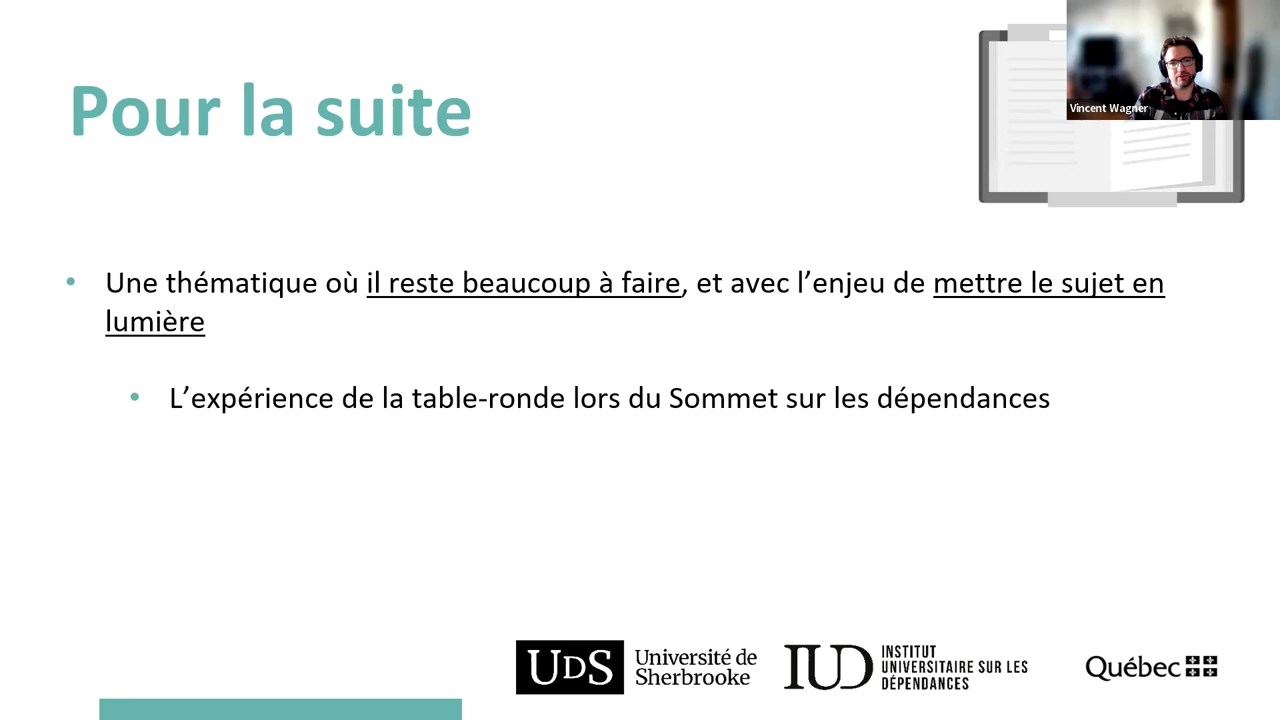 Pour la suite
Vincent Wagner
• Une thématique où il reste beaucoup à faire, et avec l’enjeu de mettre le sujet en
lumière
• L’expérience de la table-ronde lors du Sommet sur les dépendances
UDS
Université de
Sherbrooke
IUD
INSTITUT
UNIVERSITAIRE SUR LES
DÉPENDANCES
Québec